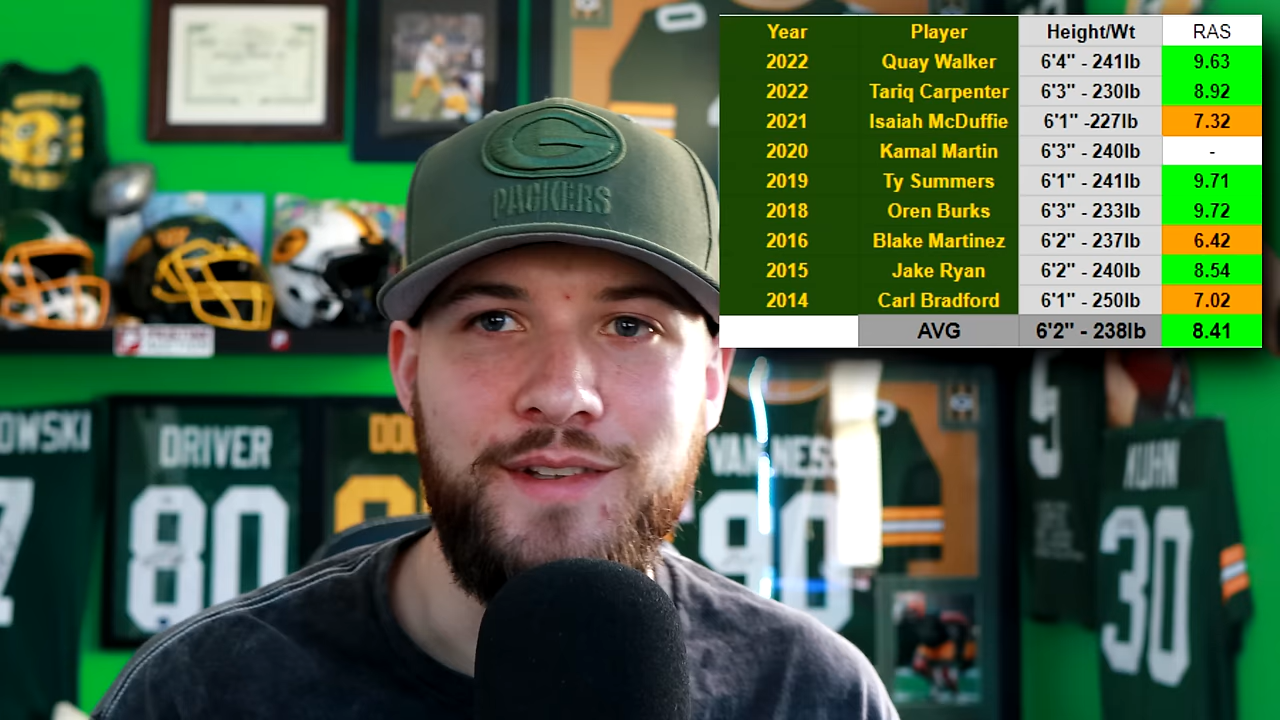 Year Player Height/Wt RAS
2022 Quay Walker 6'4" - 241lb 9.63
2022 Tariq Carpenter 6'3" - 230lb 8.92
2021 Isaiah McDuffie 6'1" -227lb 7.32
2020 Kamal Martin 6'3" - 240lb -
2019 Ty Summers 6'1" - 241lb 9.71
2018 Oren Burks 6'3" - 233lb 9.72
2016 Blake Martinez 6'2" - 237lb 6.42
2015 Jake Ryan 6'2" - 240lb 8.54
2014 Carl Bradford 6'1" - 250lb 7.02
AVG 6'2" - 238lb 8.41
G
PACKERS
OWSKI
DRIVER
80
VAN NESS
90
KUHN
30